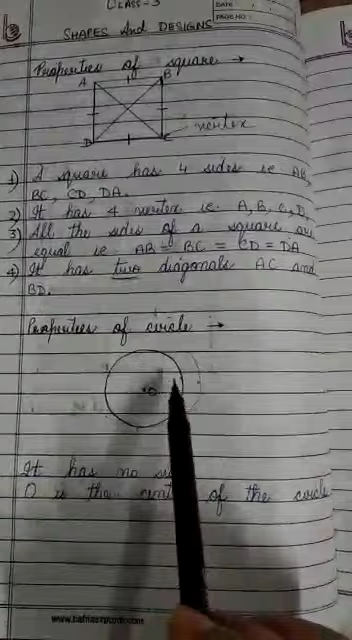 CLASS-3
DATE:
PAGE NO:
SHAPES And DESIGNS
Properties of square →
A B
D C vertex
1) A square has 4 sides ie AB,
BC, CD, DA.
2) It has 4 vertex i.e. A, B, C, D.
3) All the sides of a square are
equal ie. AB = BC = CD = DA
4) It has two diagonals AC and
BD.
Properties of circle →
O
It has no
O is the of the circle